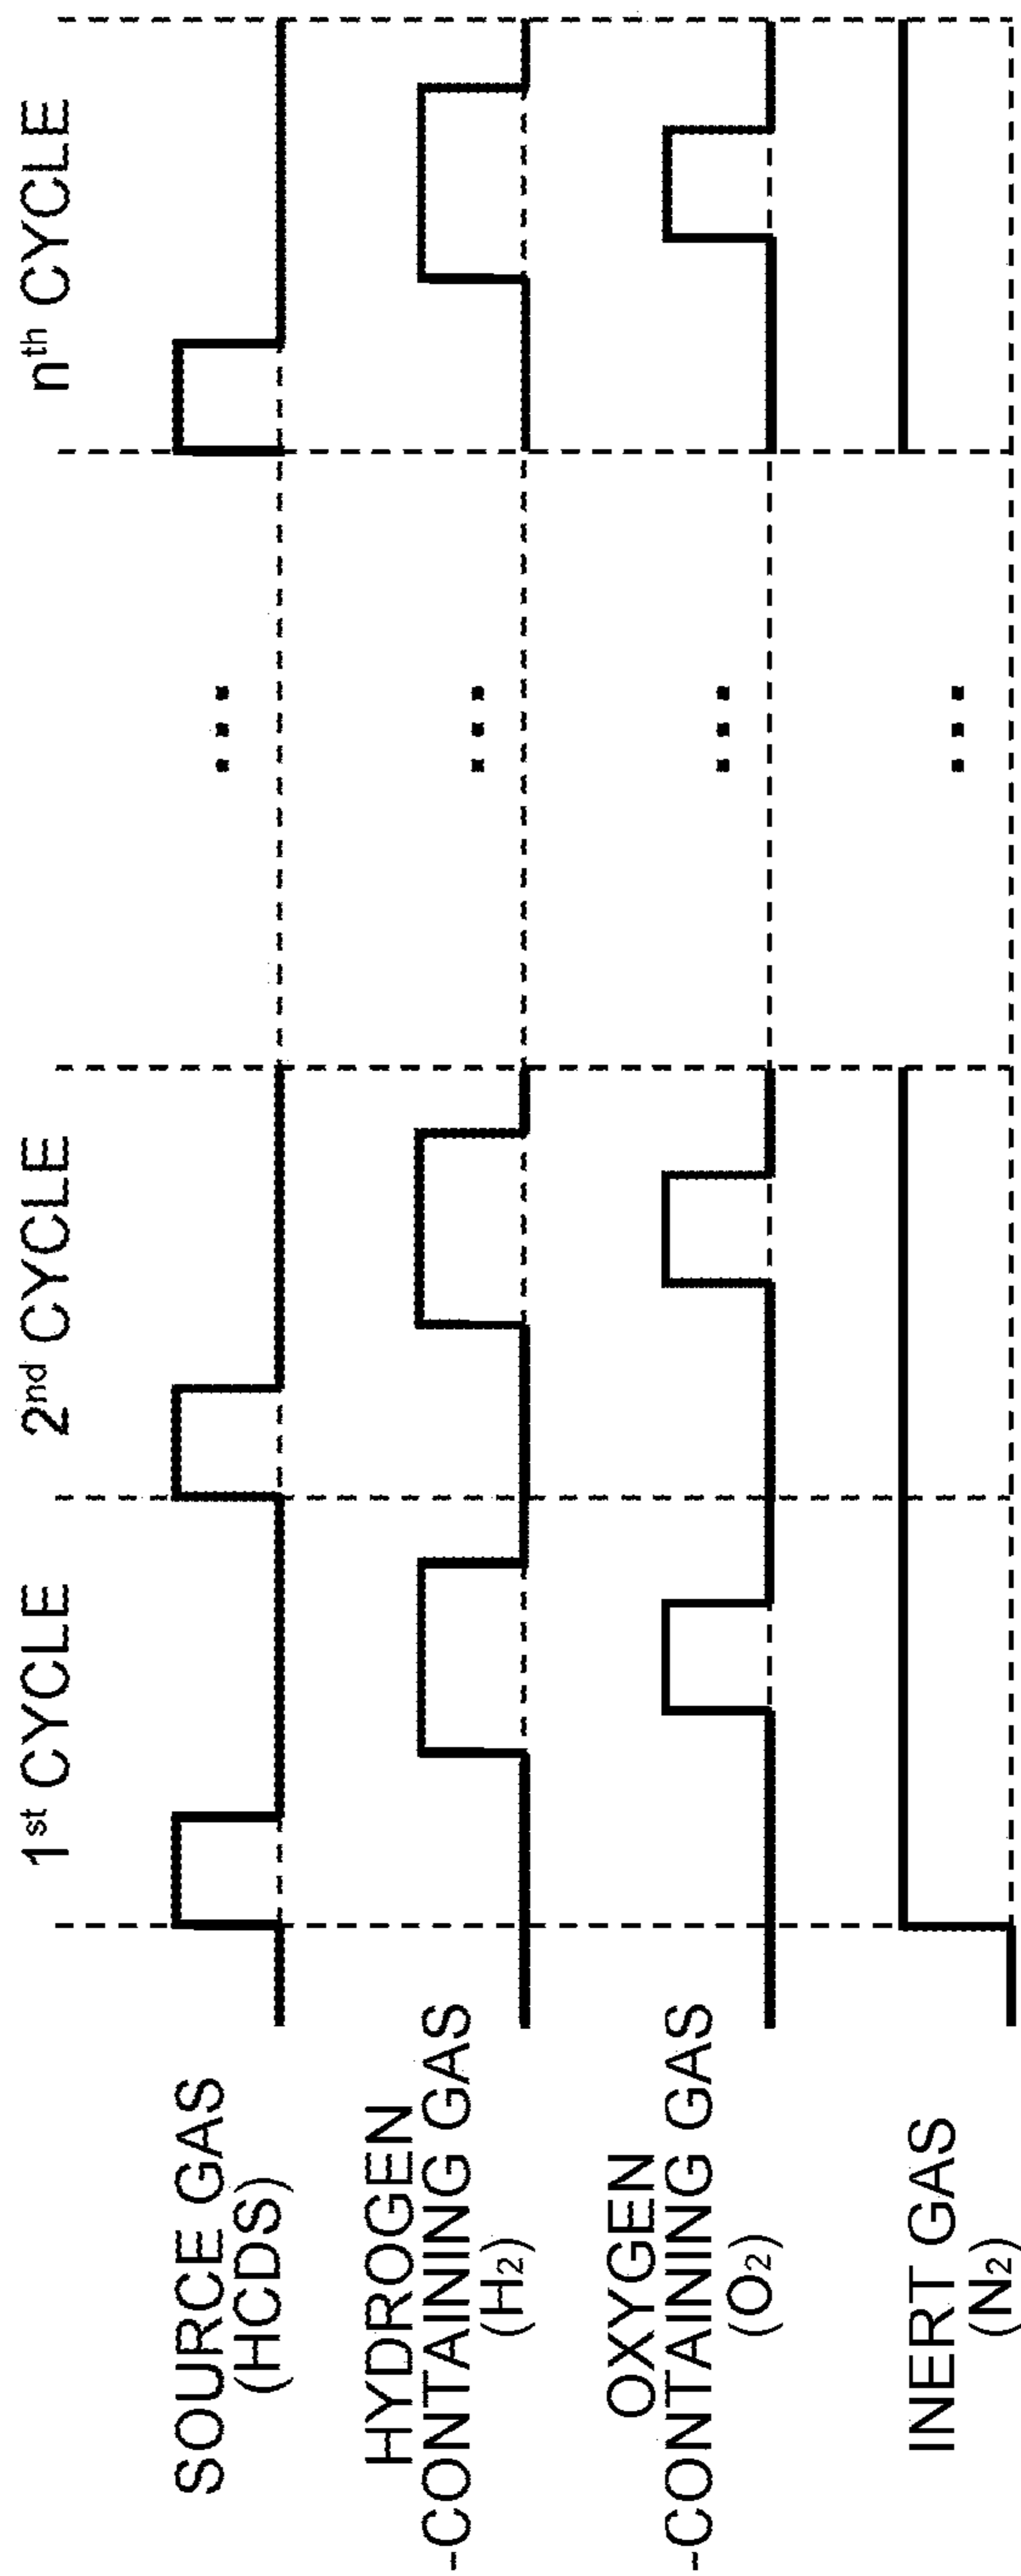 1st CYCLE
2nd CYCLE
nth CYCLE
SOURCE GAS
(HCDS)
...
HYDROGEN
-CONTAINING GAS
(H2)
...
OXYGEN
-CONTAINING GAS
(O2)
...
INERT GAS
(N2)
...